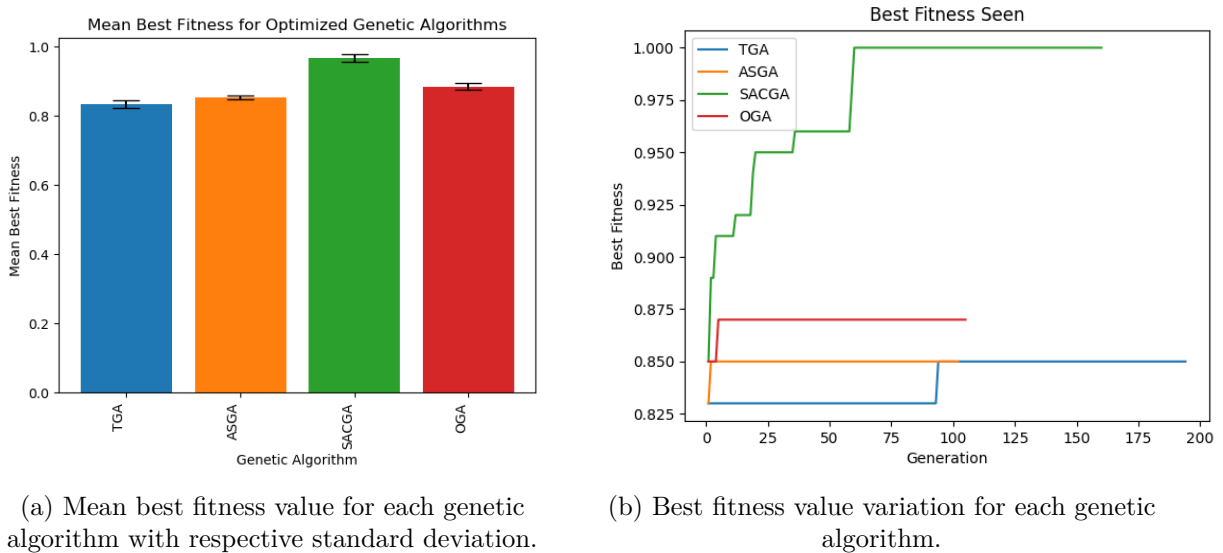 Mean Best Fitness for Optimized Genetic Algorithms
1.0
0.8
0.6
0.4
0.2
0.0
Mean Best Fitness
TGA
ASGA
SACGA
OGA
Genetic Algorithm
Best Fitness Seen
TGA
ASGA
SACGA
OGA
1.000
0.975
0.950
0.925
0.900
0.875
0.850
0.825
Best Fitness
0
25
50
75
100
125
150
175
200
Generation
(a) Mean best fitness value for each genetic
algorithm with respective standard deviation.
(b) Best fitness value variation for each genetic
algorithm.